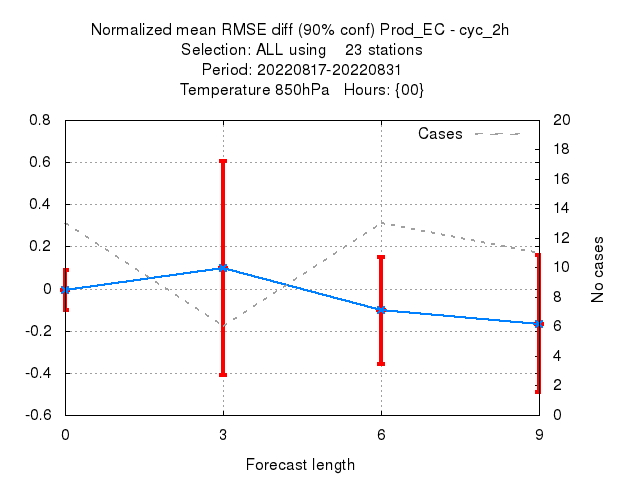 Normalized mean RMSE diff (90% conf) Prod_EC - cyc_2h
Selection: ALL using    23 stations
Period: 20220817-20220831
Temperature 850hPa   Hours: {00}
Cases
0.8
0.6
0.4
0.2
0
-0.2
-0.4
-0.6
20
18
16
14
12
10
8
6
4
2
0
No cases
0 3 6 9
Forecast length